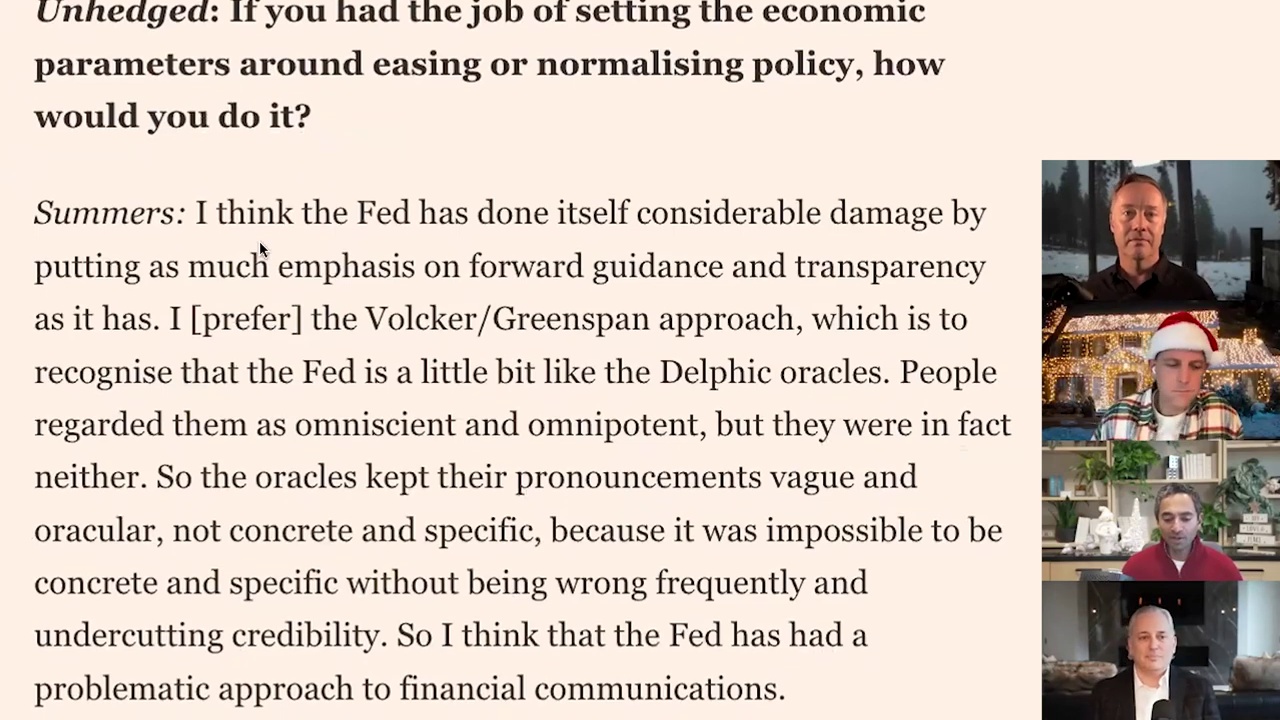 Unhedged: If you had the job of setting the economic
parameters around easing or normalising policy, how
would you do it?
Summers: I think the Fed has done itself considerable damage by
putting as much emphasis on forward guidance and transparency
as it has. I [prefer] the Volcker/Greenspan approach, which is to
recognise that the Fed is a little bit like the Delphic oracles. People
regarded them as omniscient and omnipotent, but they were in fact
neither. So the oracles kept their pronouncements vague and
oracular, not concrete and specific, because it was impossible to be
concrete and specific without being wrong frequently and
undercutting credibility. So I think that the Fed has had a
problematic approach to financial communications.